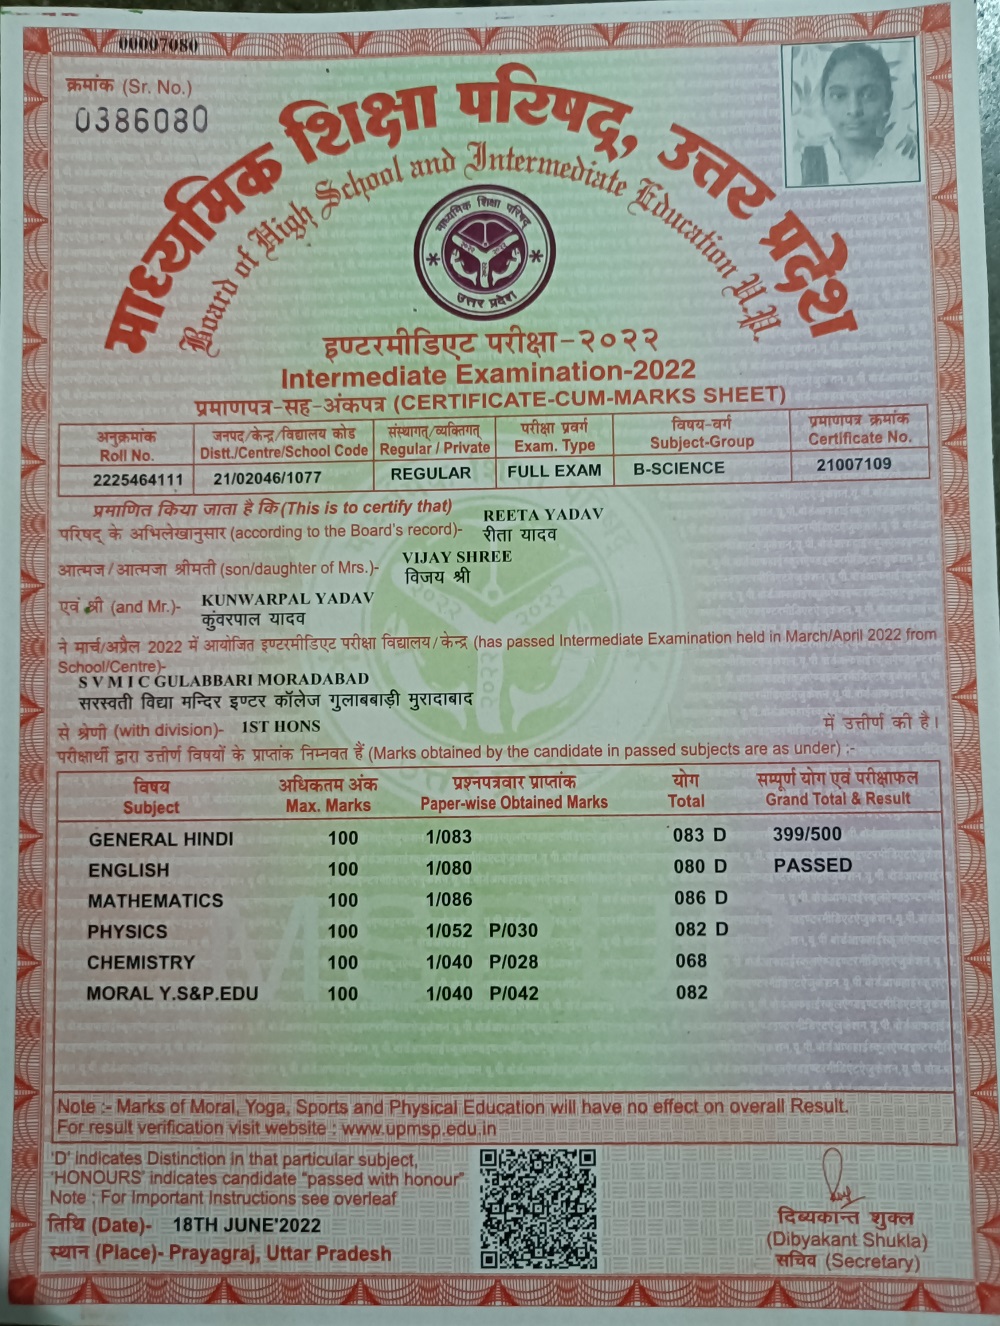 00007080
क्रमांक (Sr. No.)
0386080
माध्यमिक शिक्षा परिषद्, उत्तर प्रदेश
Board of High School and Intermediate Education U.P.
माध्यमिक शिक्षा परिषद्
उत्तर प्रदेश
इण्टरमीडिएट परीक्षा-२०२२
Intermediate Examination-2022
प्रमाणपत्र-सह-अंकपत्र (CERTIFICATE-CUM-MARKS SHEET)
अनुक्रमांक जनपद/केन्द्र/विद्यालय कोड संस्थागत्/व्यक्तिगत् परीक्षा प्रवर्ग विषय-वर्ग प्रमाणपत्र क्रमांक
Roll No. Distt./Centre/School Code Regular / Private Exam. Type Subject-Group Certificate No.
2225464111 21/02046/1077 REGULAR FULL EXAM B-SCIENCE 21007109
प्रमाणित किया जाता है कि (This is to certify that)
REETA YADAV
परिषद् के अभिलेखानुसार (according to the Board's record)- रीता यादव
VIJAY SHREE
आत्मज/आत्मजा श्रीमती (son/daughter of Mrs.)- विजय श्री
एवं श्री (and Mr.)- KUNWARPAL YADAV
कुंवरपाल यादव
ने मार्च/अप्रैल 2022 में आयोजित इण्टरमीडिएट परीक्षा विद्यालय/केन्द्र (has passed Intermediate Examination held in March/April 2022 from
School/Centre)-
S V M I C GULABBARI MORADABAD
सरस्वती विद्या मन्दिर इण्टर कॉलेज गुलाबबाड़ी मुरादाबाद
से श्रेणी (with division)- 1ST HONS में उत्तीर्ण की है।
परीक्षार्थी द्वारा उत्तीर्ण विषयों के प्राप्तांक निम्नवत हैं (Marks obtained by the candidate in passed subjects are as under) :-
विषय अधिकतम अंक प्रश्नपत्रवार प्राप्तांक योग सम्पूर्ण योग एवं परीक्षाफल
Subject Max. Marks Paper-wise Obtained Marks Total Grand Total & Result
GENERAL HINDI 100 1/083 083 D 399/500
ENGLISH 100 1/080 080 D PASSED
MATHEMATICS 100 1/086 086 D
PHYSICS 100 1/052 P/030 082 D
CHEMISTRY 100 1/040 P/028 068
MORAL Y.S&P.EDU 100 1/040 P/042 082
Note :- Marks of Moral, Yoga, Sports and Physical Education will have no effect on overall Result.
For result verification visit website : www.upmsp.edu.in
'D' indicates Distinction in that particular subject,
"HONOURS" indicates candidate "passed with honour"
Note : For Important Instructions see overleaf
तिथि (Date)- 18TH JUNE'2022
स्थान (Place)- Prayagraj, Uttar Pradesh
दिब्यकान्त शुक्ल
(Dibyakant Shukla)
सचिव (Secretary)